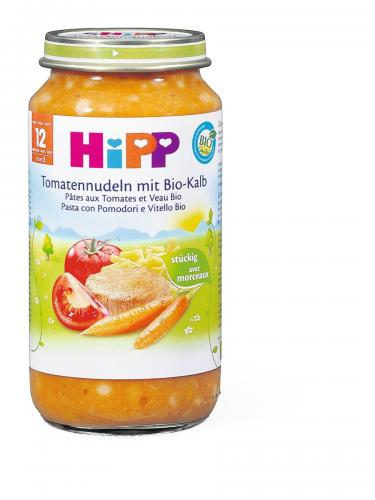 12
HiPP
BIO
Tomatennudeln mit Bio-Kalb
Pâtes aux Tomates et Veau Bio
Pasta con Pomodori e Vitello Bio
stückig
avec
morceaux